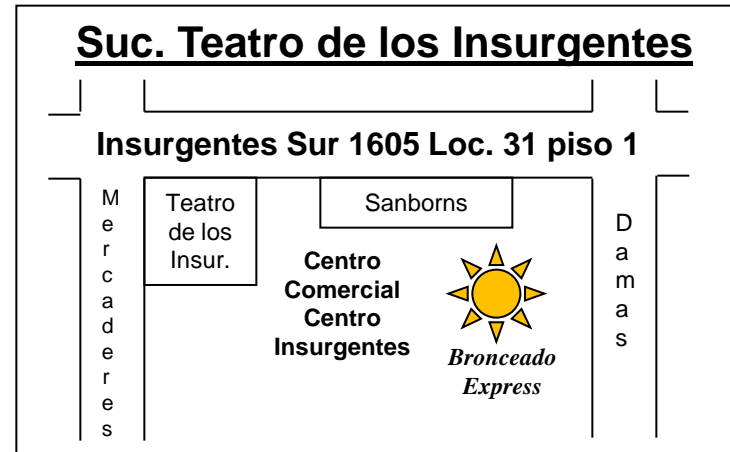 Suc. Teatro de los Insurgentes
Insurgentes Sur 1605 Loc. 31 piso 1
Mercaderes
Teatro
de los
Insur.
Sanborns
Centro
Comercial
Centro
Insurgentes
Bronceado
Express
Damas